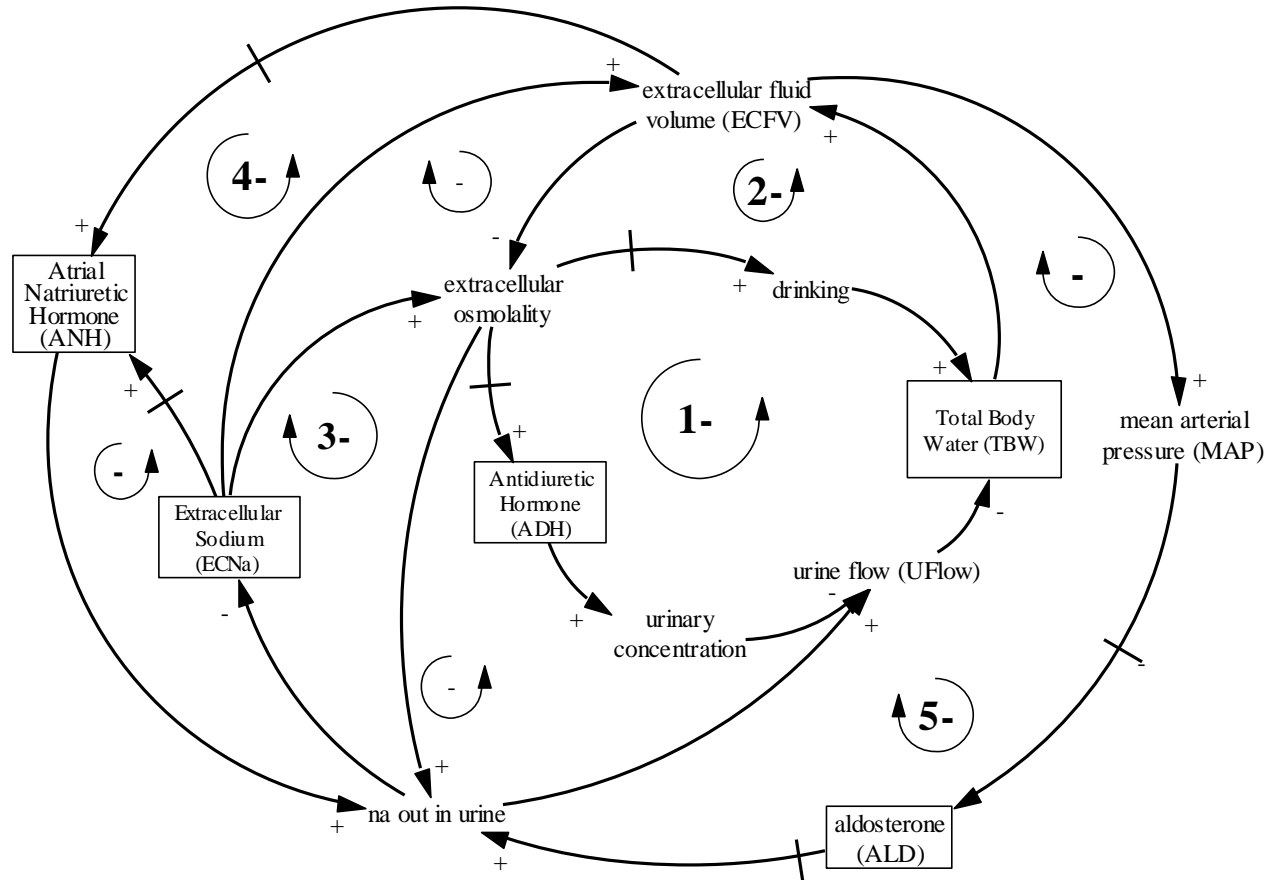 +
extracellular fluid
volume (ECFV)
+
4-
-
2-
+
-
Atrial
Natriuretic
Hormone
(ANH)
extracellular
osmolality
+
+
drinking
-
+
+
+
mean arterial
pressure (MAP)
Total Body
Water (TBW)
1-
3-
+
-
Antidiuretic
Hormone
(ADH)
Extracellular
Sodium
(ECNa)
-
urine flow (UFlow)
-
+
-
+
urinary
concentration
-
-
5-
+
na out in urine
+
aldosterone
(ALD)
+